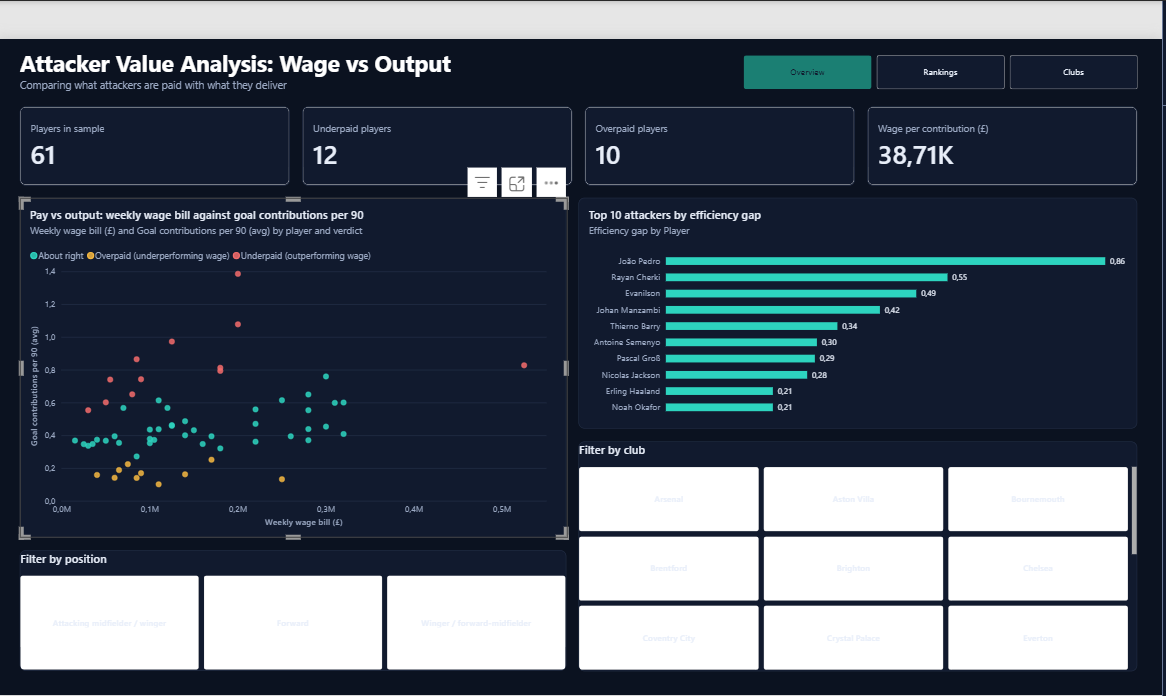 Attacker Value Analysis: Wage vs Output
Comparing what attackers are paid with what they deliver
Overview
Rankings
Clubs
Players in sample
61
Underpaid players
12
Overpaid players
10
Wage per contribution (£)
38,71K
Pay vs output: weekly wage bill against goal contributions per 90
Weekly wage bill (£) and Goal contributions per 90 (avg) by player and verdict
About right Overpaid (underperforming wage) Underpaid (outperforming wage)
Goal contributions per 90 (avg)
1,4
1,2
1,0
0,8
0,6
0,4
0,2
0,0
0,0M 0,1M 0,2M 0,3M 0,4M 0,5M
Weekly wage bill (£)
Top 10 attackers by efficiency gap
Efficiency gap by Player
João Pedro 0,86
Rayan Cherki 0,55
Evanilson 0,49
Johan Manzambi 0,42
Thierno Barry 0,34
Antoine Semenyo 0,30
Pascal Groß 0,29
Nicolas Jackson 0,28
Erling Haaland 0,21
Noah Okafor 0,21
Filter by position
Attacking midfielder / winger
Forward
Winger / forward-midfielder
Filter by club
Arsenal
Aston Villa
Bournemouth
Brentford
Brighton
Chelsea
Coventry City
Crystal Palace
Everton